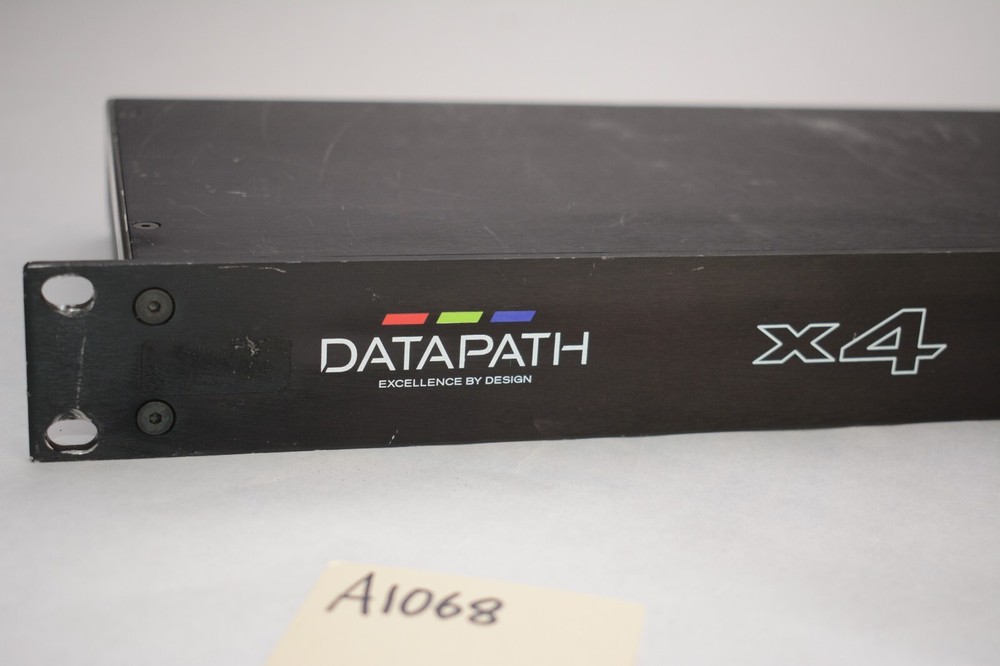 DATAPATH
EXCELLENCE BY DESIGN
x4
A1068